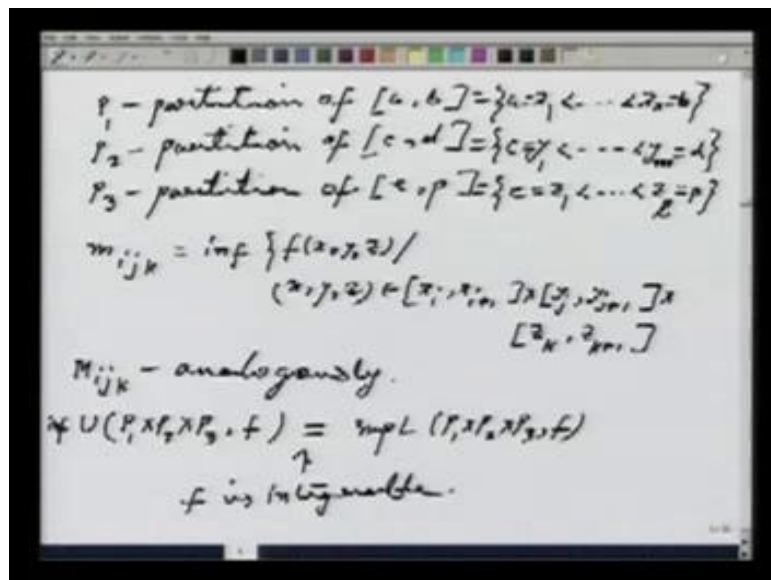 P₁ - partition of [a, b] = {a = x₁ < --- < xₙ = b}
P₂ - partition of [c, d] = {c = y₁ < --- < yₘ = d}
P₃ - partition of [e, p] = {e = z₁ < --- < z_l = p}
m_ijk = inf { f(x, y, z) /
(x, y, z) ∈ [xᵢ, xᵢ₊₁] x [yⱼ, yⱼ₊₁] x
[z_k, z_k+1]
M_ijk - analogously.
inf U (P₁ x P₂ x P₃, f) = sup L (P₁ x P₂ x P₃, f)
↑
f is integrable.